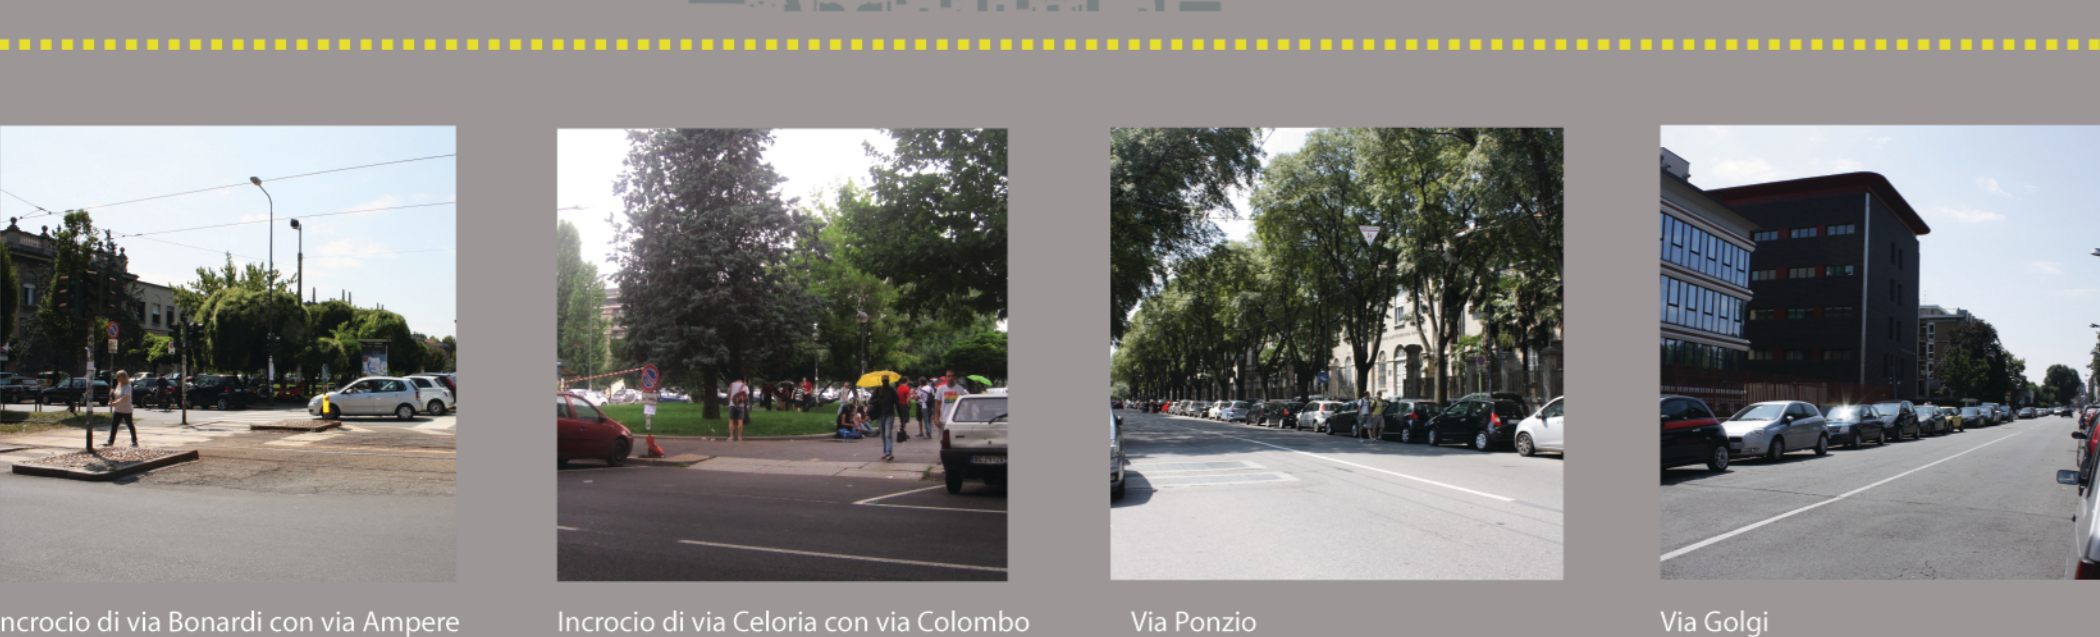 ncrocio di via Bonardi con via Ampere
Incrocio di via Celoria con via Colombo
Via Ponzio
Via Golgi